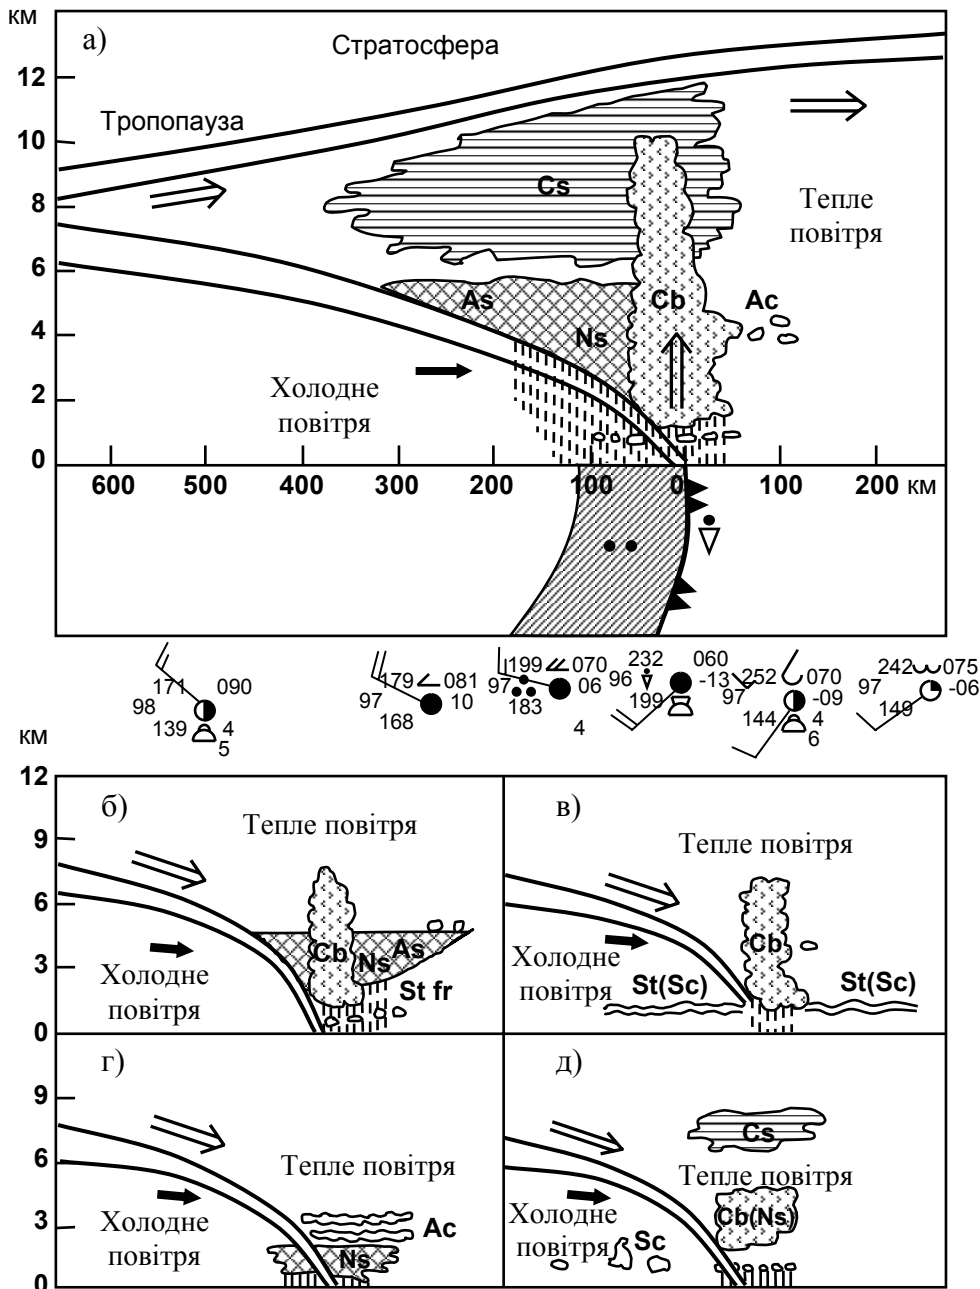 км
а)
Стратосфера
12
Тропопауза
10
Cs
8
Тепле
повітря
6
As
Cb
Ac
4
Ns
Холодне
повітря
2
0
600 500 400 300 200 100 0 100 200 км
171 090
98
139 4
5
179 081
97 10
168
199 070
97 06
183
4
232 060
96 -13
199
252 070
97 -09
144 4
6
242 075
97 -06
149
км
12
б)
Тепле повітря
9
6
Cb
Ns
As
3
Холодне
повітря
St fr
0
в)
Тепле повітря
Cb
Холодне
повітря
St(Sc)
St(Sc)
г)
9
Тепле повітря
6
Холодне
повітря
3
Ac
Ns
0
д)
Cs
Тепле повітря
Холодне
повітря
Cb(Ns)
Sc